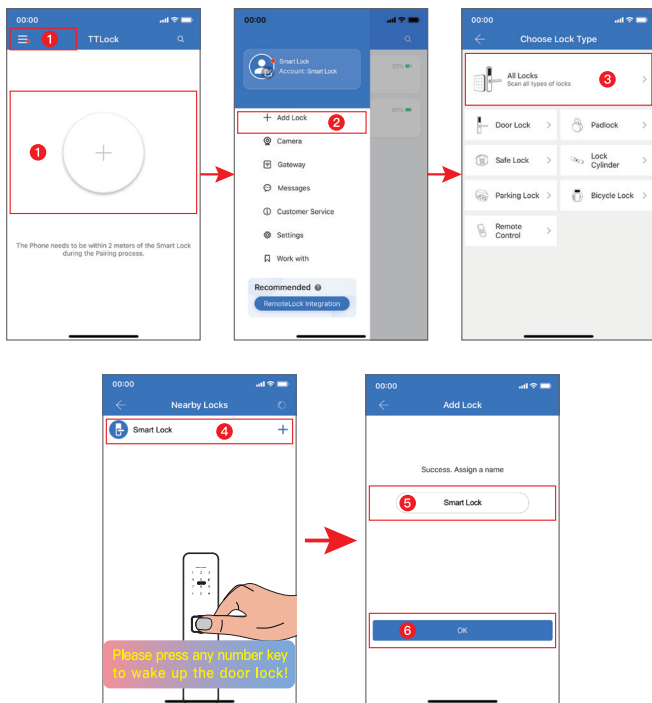 00:00
1
TTLock
1
The Phone needs to be within 2 meters of the Smart Lock
during the Pairing process.
00:00
Smart Lock
Account: Smart Lock
Add Lock
2
Camera
Gateway
Messages
Customer Service
Settings
Work with
Recommended
RemoteLock Integration
00:00
Choose Lock Type
All Locks
Scan all types of locks
3
Door Lock
Padlock
Safe Lock
Lock
Cylinder
Parking Lock
Bicycle Lock
Remote
Control
00:00
Nearby Locks
Smart Lock
4
Please press any number key
to wake up the door lock!
00:00
Add Lock
Success. Assign a name
5
Smart Lock
6
OK